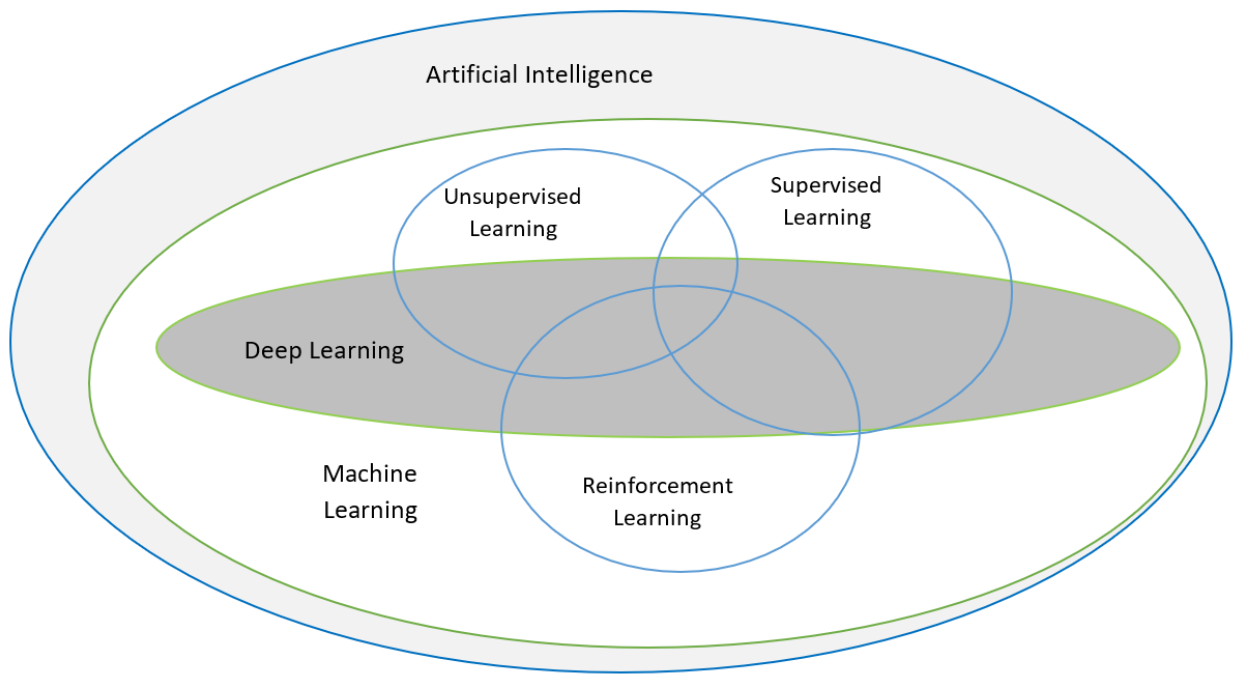 Artificial Intelligence
Unsupervised
Learning
Supervised
Learning
Deep Learning
Machine
Learning
Reinforcement
Learning